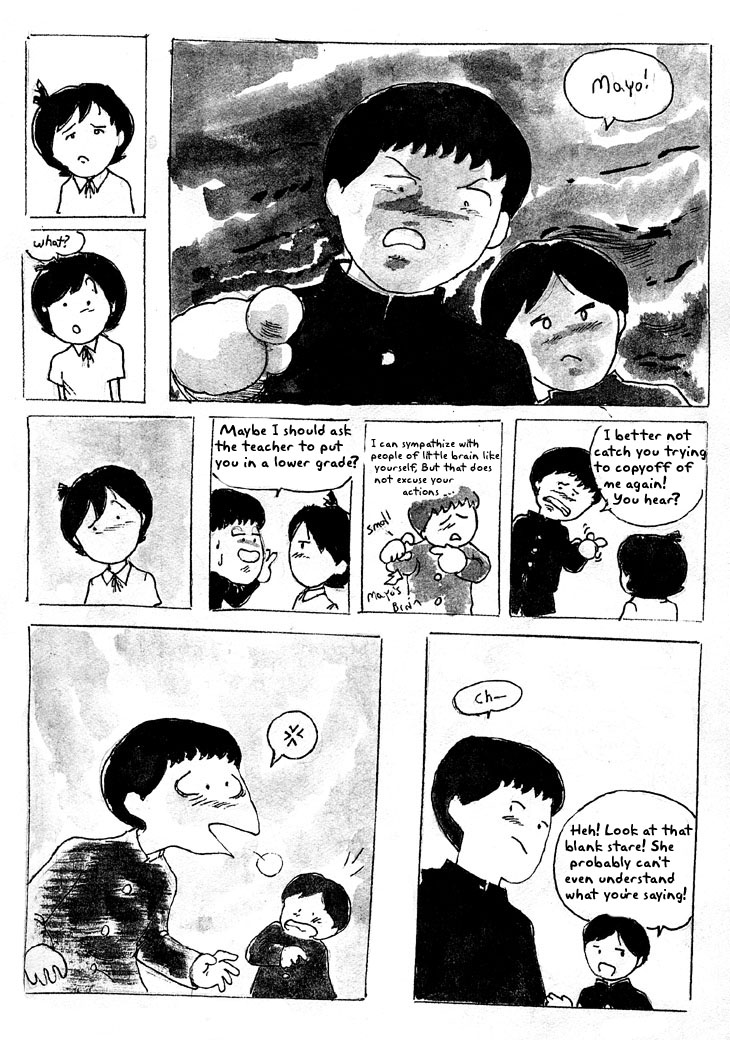 Mayo!
what?
I better not
catch you trying
to copyoff of
me again!
You hear?
I can sympathize with
people of little brain like
yourself, But that does
not excuse your
actions ...
small
Mayo's
Brain
Maybe I should ask
the teacher to put
you in a lower grade?
Heh! Look at that
blank stare! She
probably can't
even understand
what you're saying!
Ch—